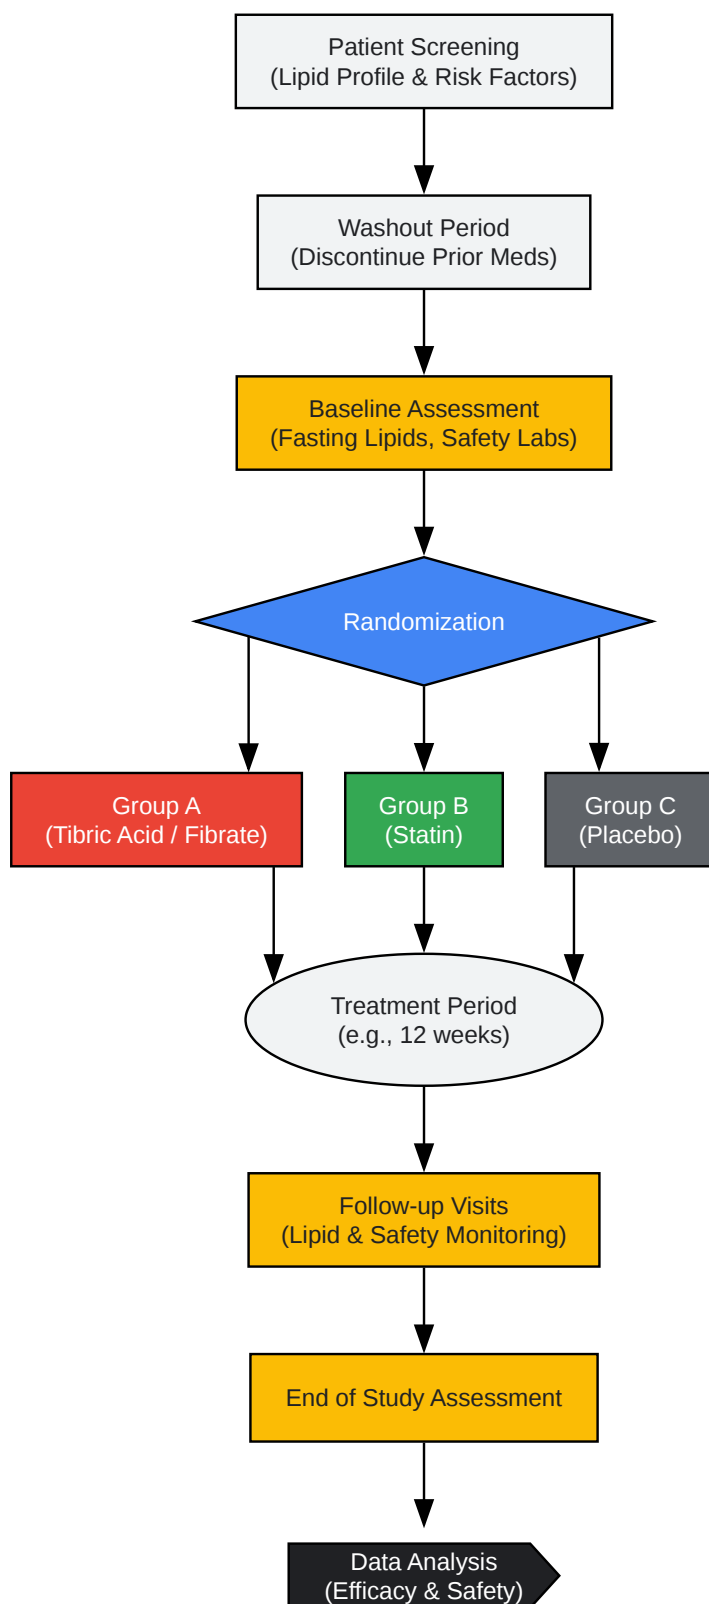 Patient Screening
(Lipid Profile & Risk Factors)
Washout Period
(Discontinue Prior Meds)
Baseline Assessment
(Fasting Lipids, Safety Labs)
Randomization
Group A
(Tibric Acid / Fibrate)
Group B
(Statin)
Group C
(Placebo)
Treatment Period
(e.g., 12 weeks)
Follow-up Visits
(Lipid & Safety Monitoring)
End of Study Assessment
Data Analysis
(Efficacy & Safety)